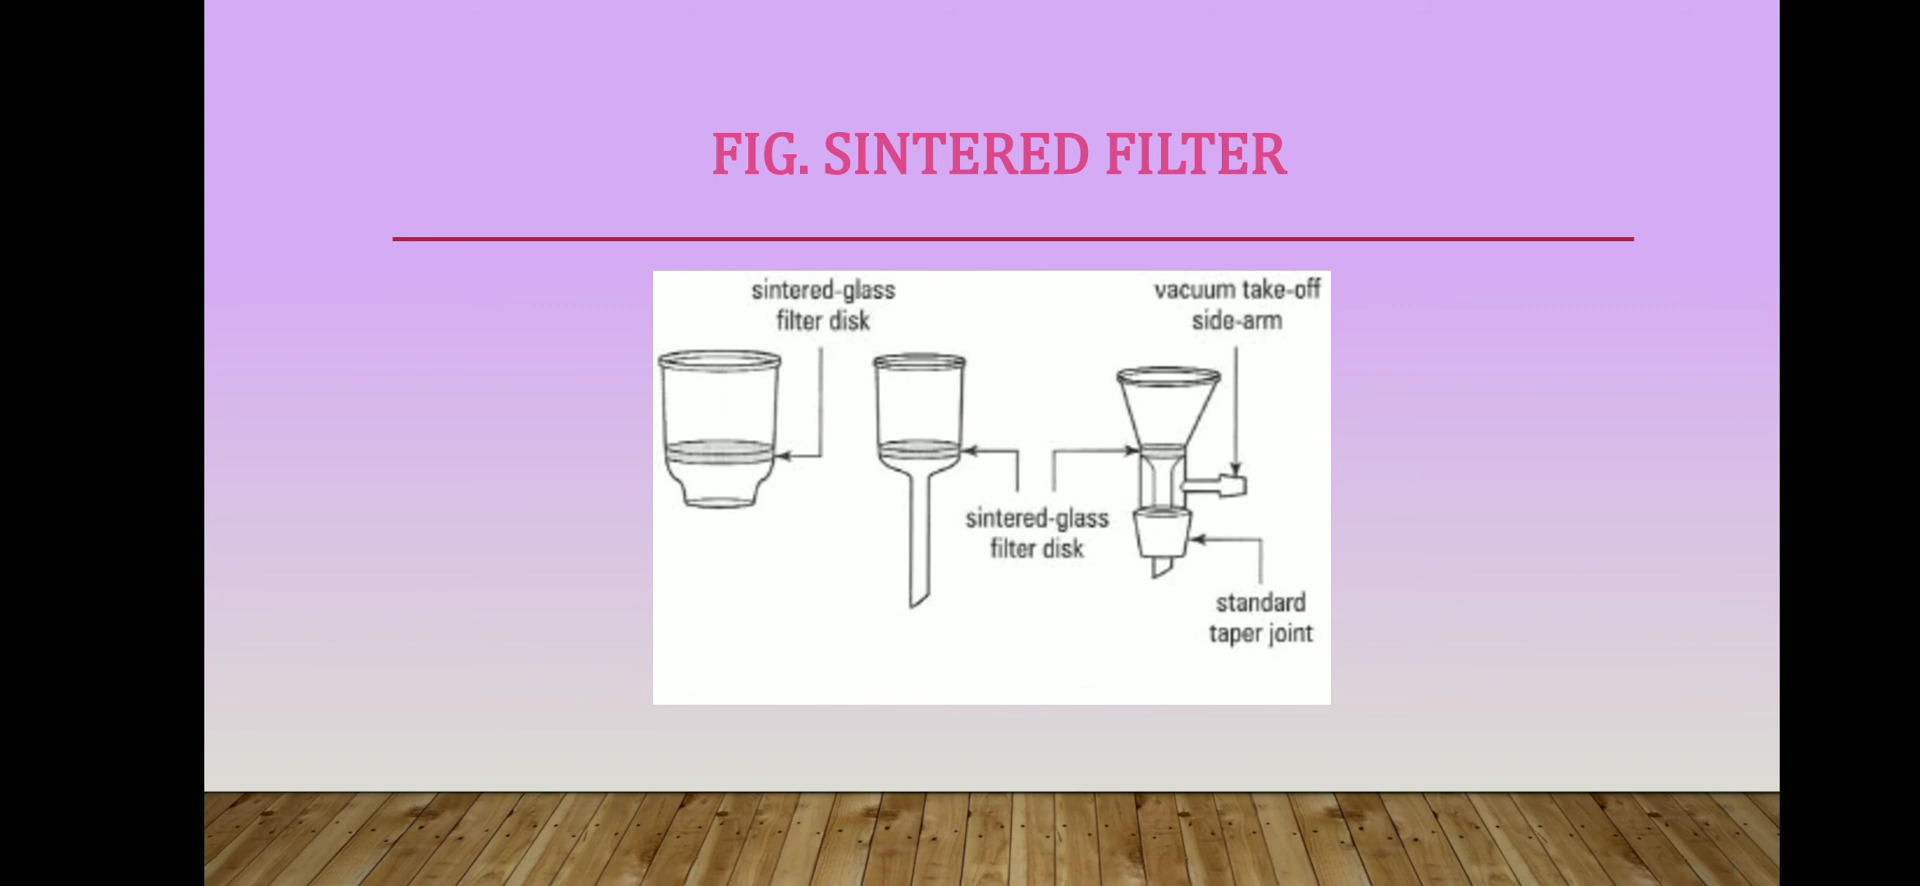 FIG. SINTERED FILTER
sintered-glass
filter disk
vacuum take-off
side-arm
sintered-glass
filter disk
standard
taper joint